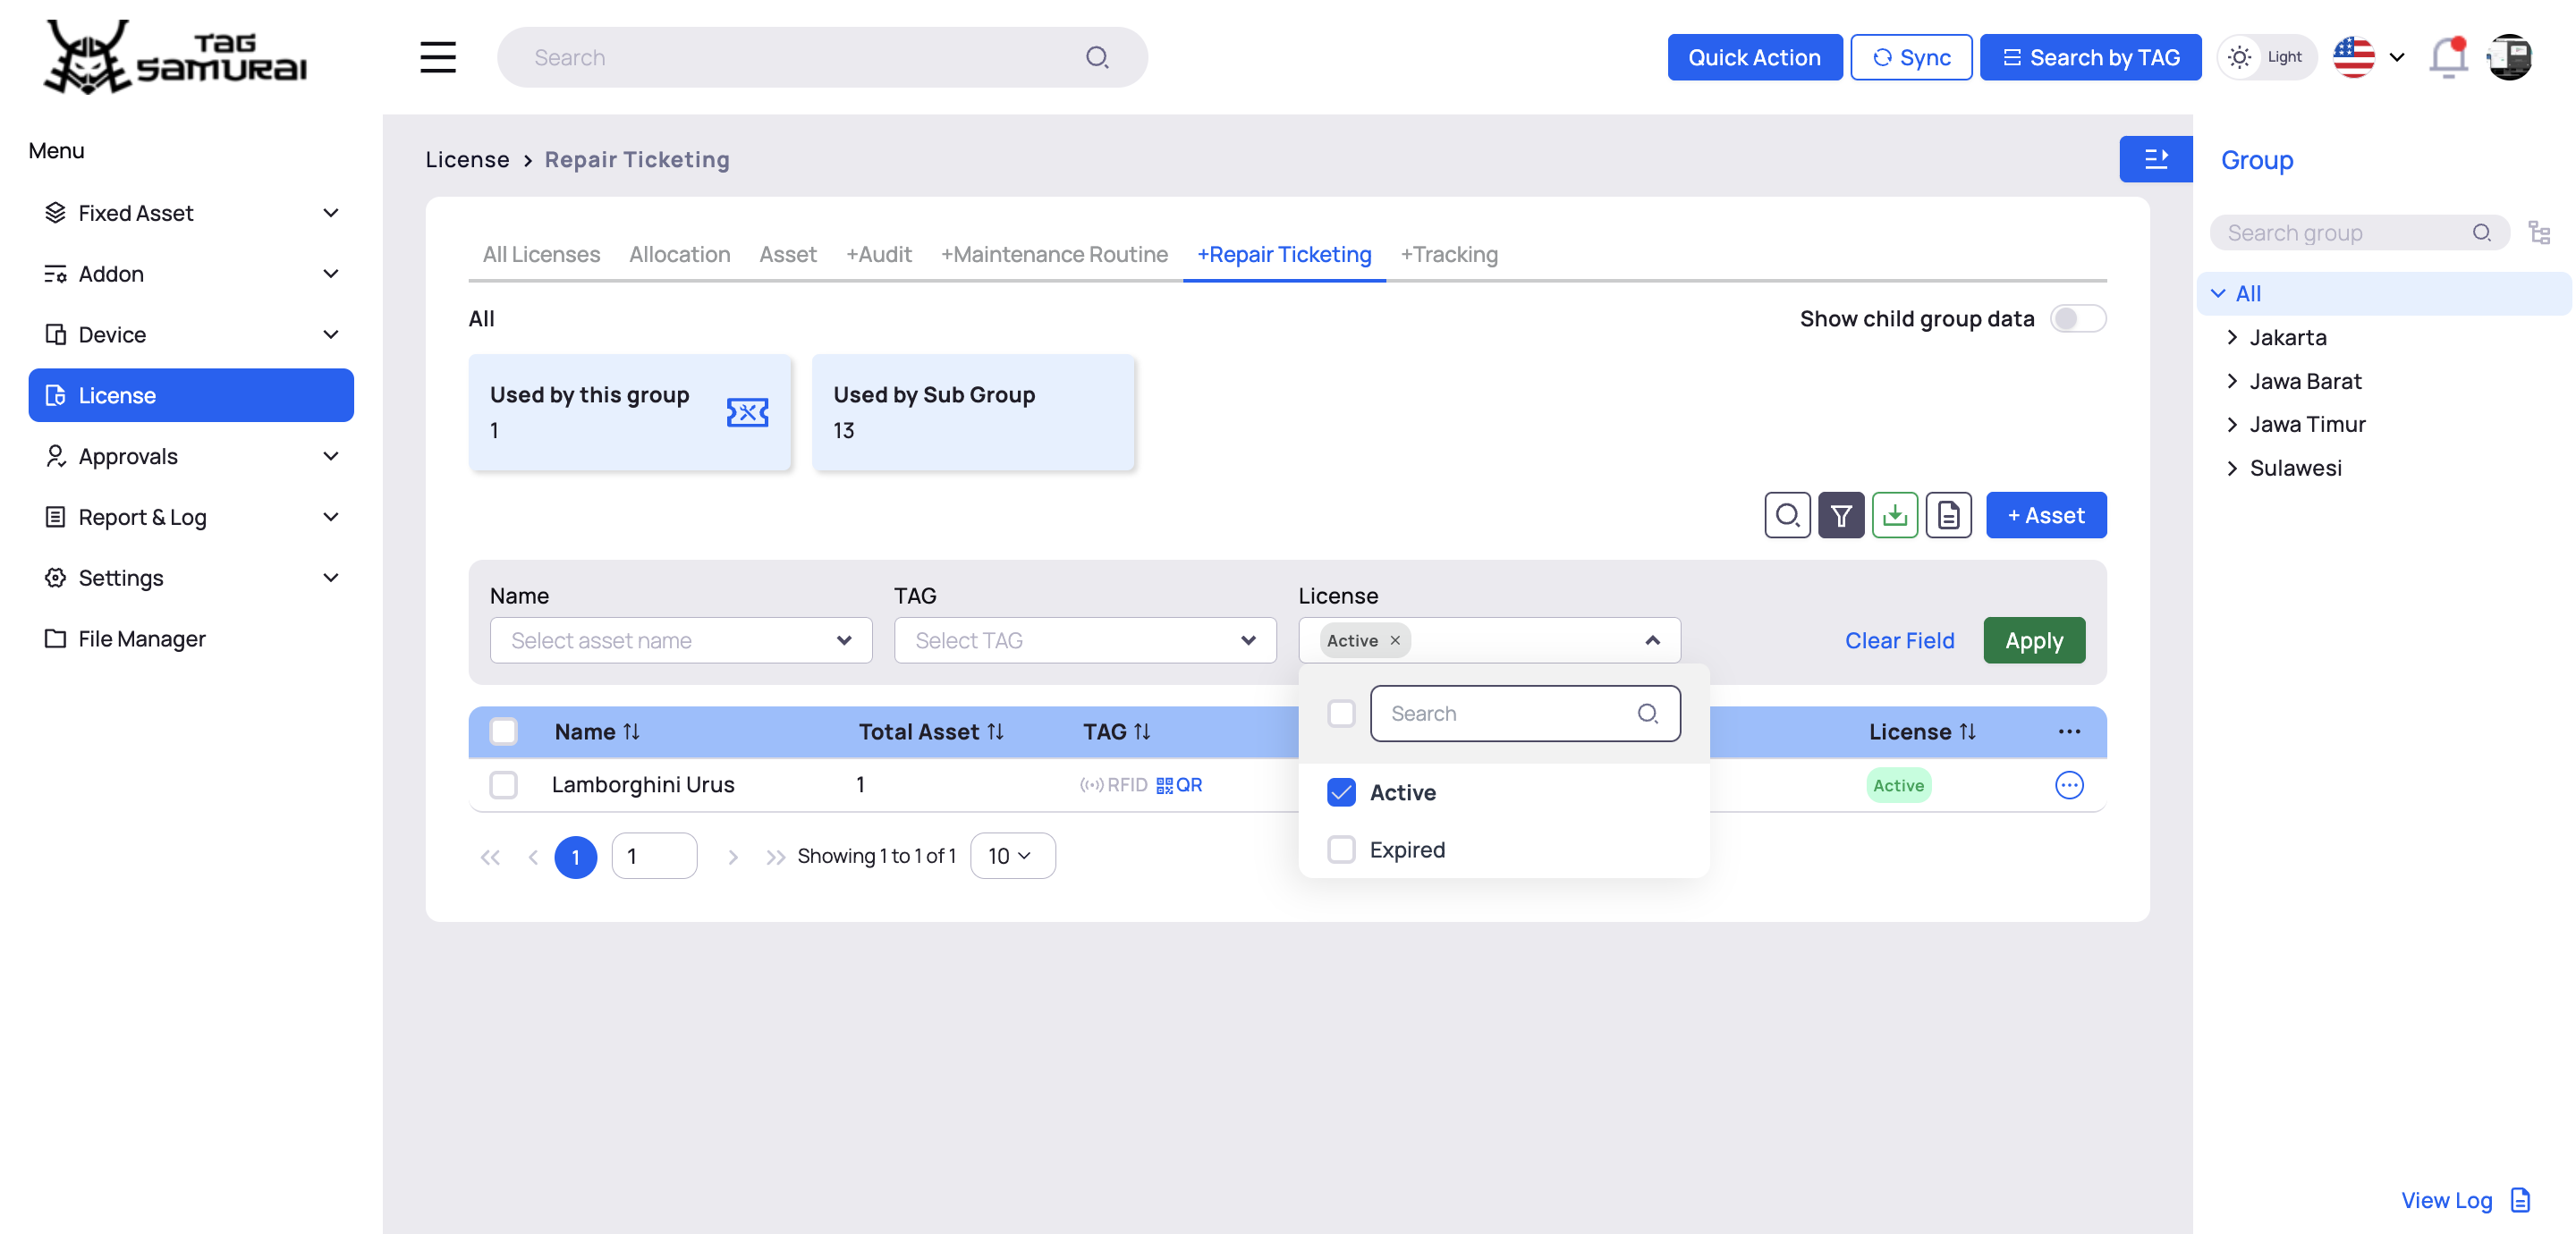 TAG SAMURAI
Search
Quick Action
Sync
Search by TAG
Light
Menu
Fixed Asset
Addon
Device
License
Approvals
Report & Log
Settings
File Manager
License > Repair Ticketing
All Licenses Allocation Asset +Audit +Maintenance Routine +Repair Ticketing +Tracking
All
Show child group data
Used by this group
1
Used by Sub Group
13
+ Asset
Name
Select asset name
TAG
Select TAG
License
Active ×
Clear Field
Apply
Search
Active
Expired
Name Total Asset TAG License ...
Lamborghini Urus 1 RFID QR Active
1 1 Showing 1 to 1 of 1 10
Group
Search group
All
Jakarta
Jawa Barat
Jawa Timur
Sulawesi
View Log